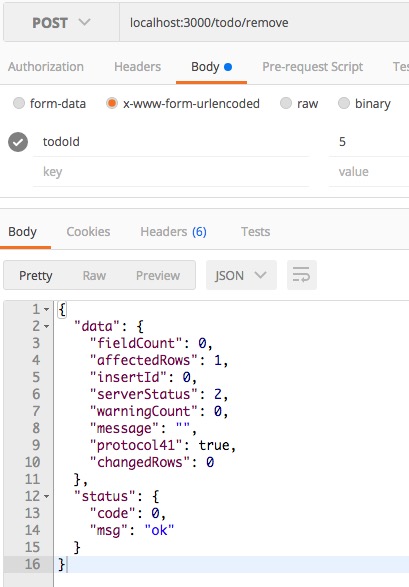 POST localhost:3000/todo/remove
Authorization Headers Body Pre-request Script Tes
form-data x-www-form-urlencoded raw binary
todoId 5
key value
Body Cookies Headers (6) Tests
Pretty Raw Preview JSON
1 {
2 "data": {
3 "fieldCount": 0,
4 "affectedRows": 1,
5 "insertId": 0,
6 "serverStatus": 2,
7 "warningCount": 0,
8 "message": "",
9 "protocol41": true,
10 "changedRows": 0
11 },
12 "status": {
13 "code": 0,
14 "msg": "ok"
15 }
16 }